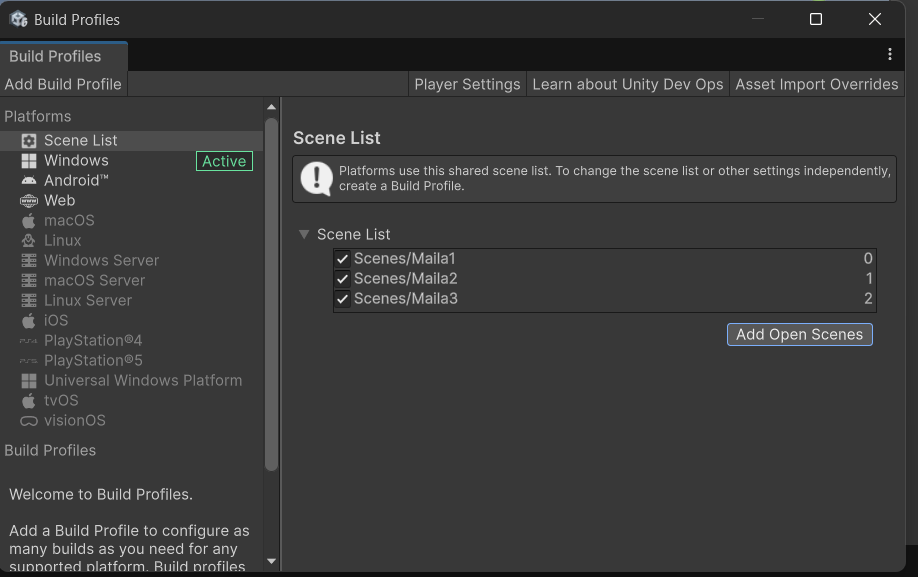 Build Profiles
Build Profiles
Add Build Profile
Player Settings
Learn about Unity Dev Ops
Asset Import Overrides
Platforms
Scene List
Windows
Active
Android™
Web
macOS
Linux
Windows Server
macOS Server
Linux Server
iOS
PlayStation®4
PlayStation®5
Universal Windows Platform
tvOS
visionOS
Build Profiles
Welcome to Build Profiles.
Add a Build Profile to configure as
many builds as you need for any
supported platform. Build profiles
Scene List
Platforms use this shared scene list. To change the scene list or other settings independently,
create a Build Profile.
Scene List
Scenes/Maila1 0
Scenes/Maila2 1
Scenes/Maila3 2
Add Open Scenes